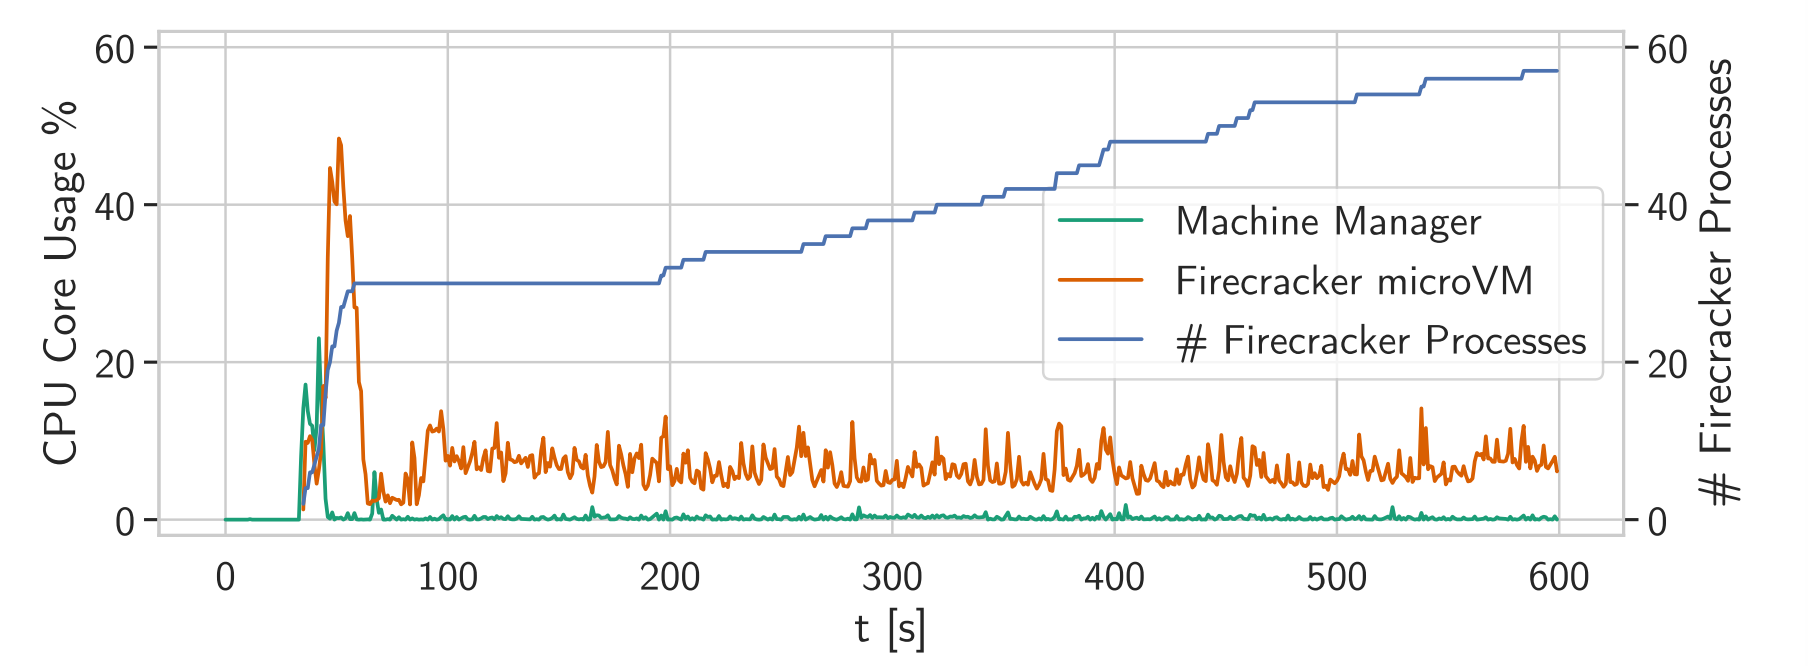 CPU Core Usage %
60
40
20
0
0
100
200
300
400
500
600
t [s]
60
40
20
0
# Firecracker Processes
Machine Manager
Firecracker microVM
# Firecracker Processes